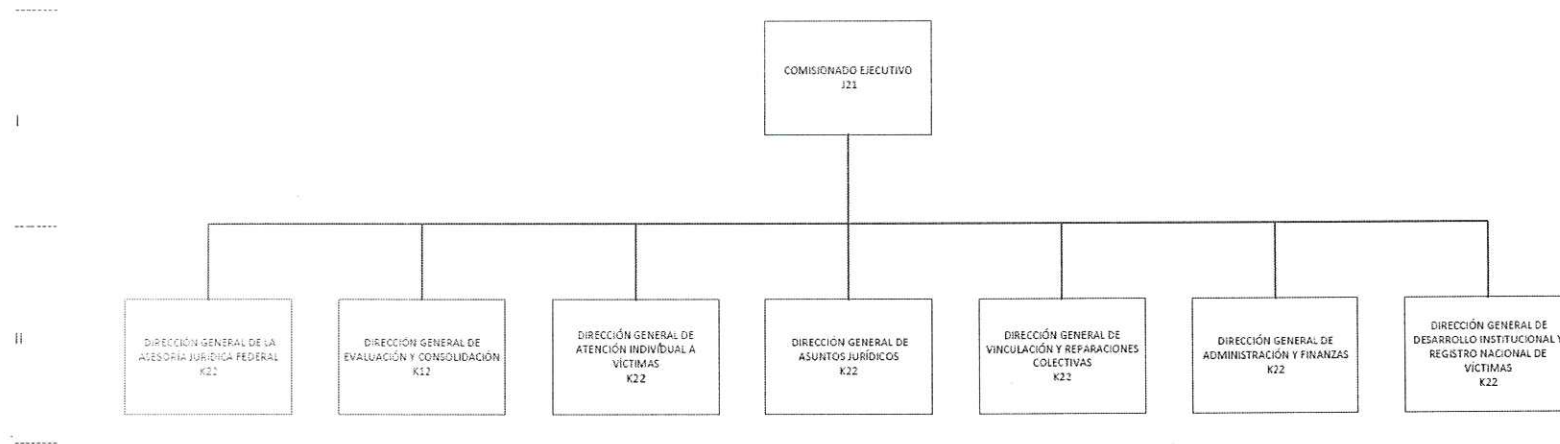 COMISIONADO EJECUTIVO
J21
I
II
DIRECCIÓN GENERAL DE LA
ASESORÍA JURÍDICA FEDERAL
K22
DIRECCIÓN GENERAL DE
EVALUACIÓN Y CONSOLIDACIÓN
K12
DIRECCIÓN GENERAL DE
ATENCIÓN INDIVIDUAL A
VÍCTIMAS
K22
DIRECCIÓN GENERAL DE
ASUNTOS JURÍDICOS
K22
DIRECCIÓN GENERAL DE
VINCULACIÓN Y REPARACIONES
COLECTIVAS
K22
DIRECCIÓN GENERAL DE
ADMINISTRACIÓN Y FINANZAS
K22
DIRECCIÓN GENERAL DE
DESARROLLO INSTITUCIONAL Y
REGISTRO NACIONAL DE
VÍCTIMAS
K22